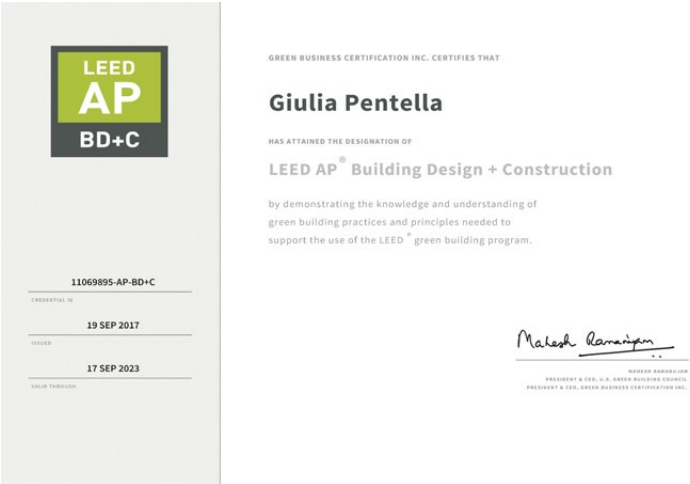 LEED
AP
BD+C
11069895-AP-BD+C
CREDENTIAL ID
19 SEP 2017
ISSUED
17 SEP 2023
VALID THROUGH
GREEN BUSINESS CERTIFICATION INC. CERTIFIES THAT
Giulia Pentella
HAS ATTAINED THE DESIGNATION OF
LEED AP® Building Design + Construction
by demonstrating the knowledge and understanding of
green building practices and principles needed to
support the use of the LEED® green building program.
Mahesh Ramanujam
MAHESH RAMANUJAM
PRESIDENT & CEO, U.S. GREEN BUILDING COUNCIL
PRESIDENT & CEO, GREEN BUSINESS CERTIFICATION INC.